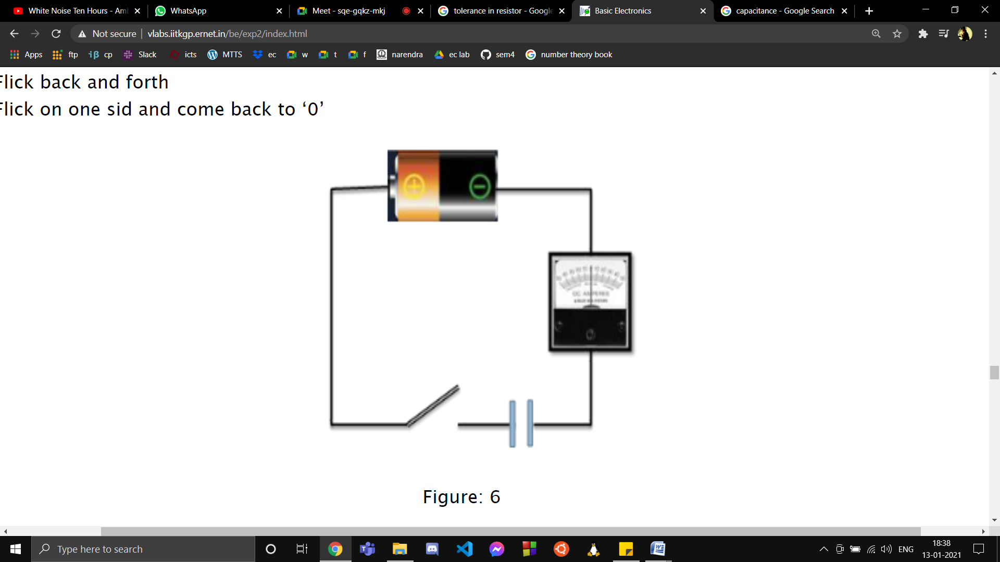 White Noise Ten Hours - Am
WhatsApp
Meet - sqe-gqkz-mkj
tolerance in resistor - Google
Basic Electronics
capacitance - Google Search
Not secure
vlabs.iitkgp.ernet.in/be/exp2/index.html
Apps
ftp
iβ cp
Slack
icts
MTTS
ec
w
t
f
narendra
ec lab
sem4
number theory book
Flick back and forth
Flick on one sid and come back to ‘0’
DC AMPERES
Figure: 6
Type here to search
ENG
18:38
13-01-2021